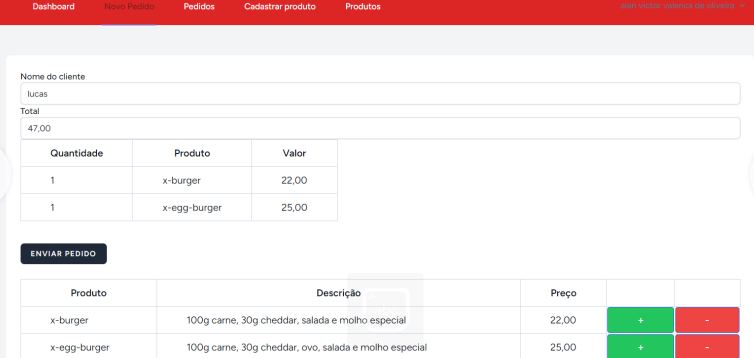 Dashboard Novo Pedido Pedidos Cadastrar produto Produtos alan victor valenca de oliveira
Nome do cliente
lucas
Total
47,00
Quantidade Produto Valor
1 x-burger 22,00
1 x-egg-burger 25,00
ENVIAR PEDIDO
Produto Descrição Preço
x-burger 100g carne, 30g cheddar, salada e molho especial 22,00 + -
x-egg-burger 100g carne, 30g cheddar, ovo, salada e molho especial 25,00 + -